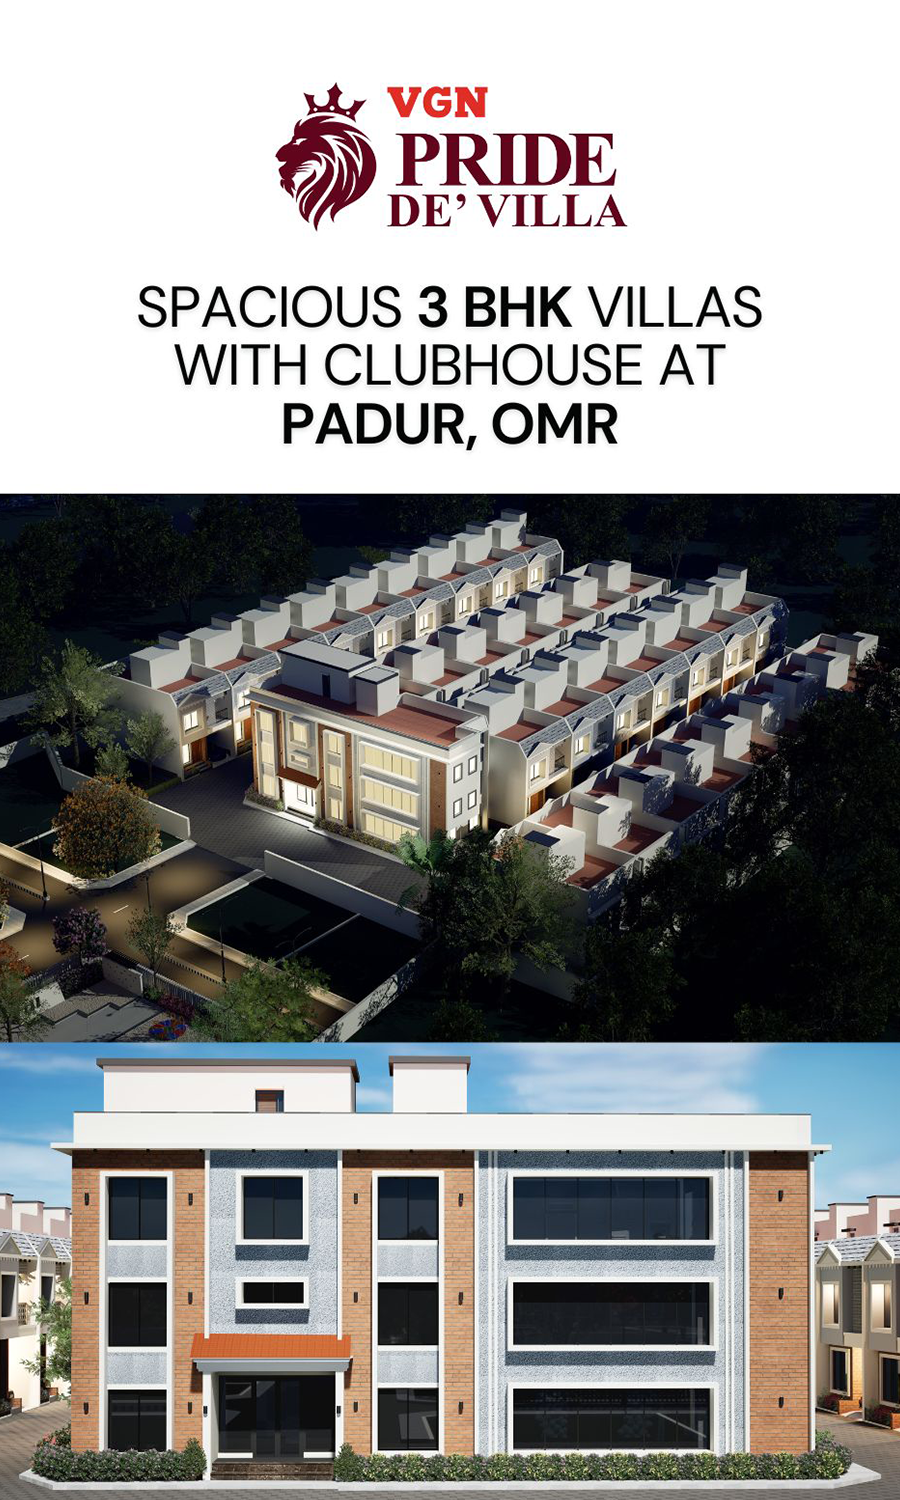 VGN
PRIDE
DE' VILLA
SPACIOUS 3 BHK VILLAS
WITH CLUBHOUSE AT
PADUR, OMR